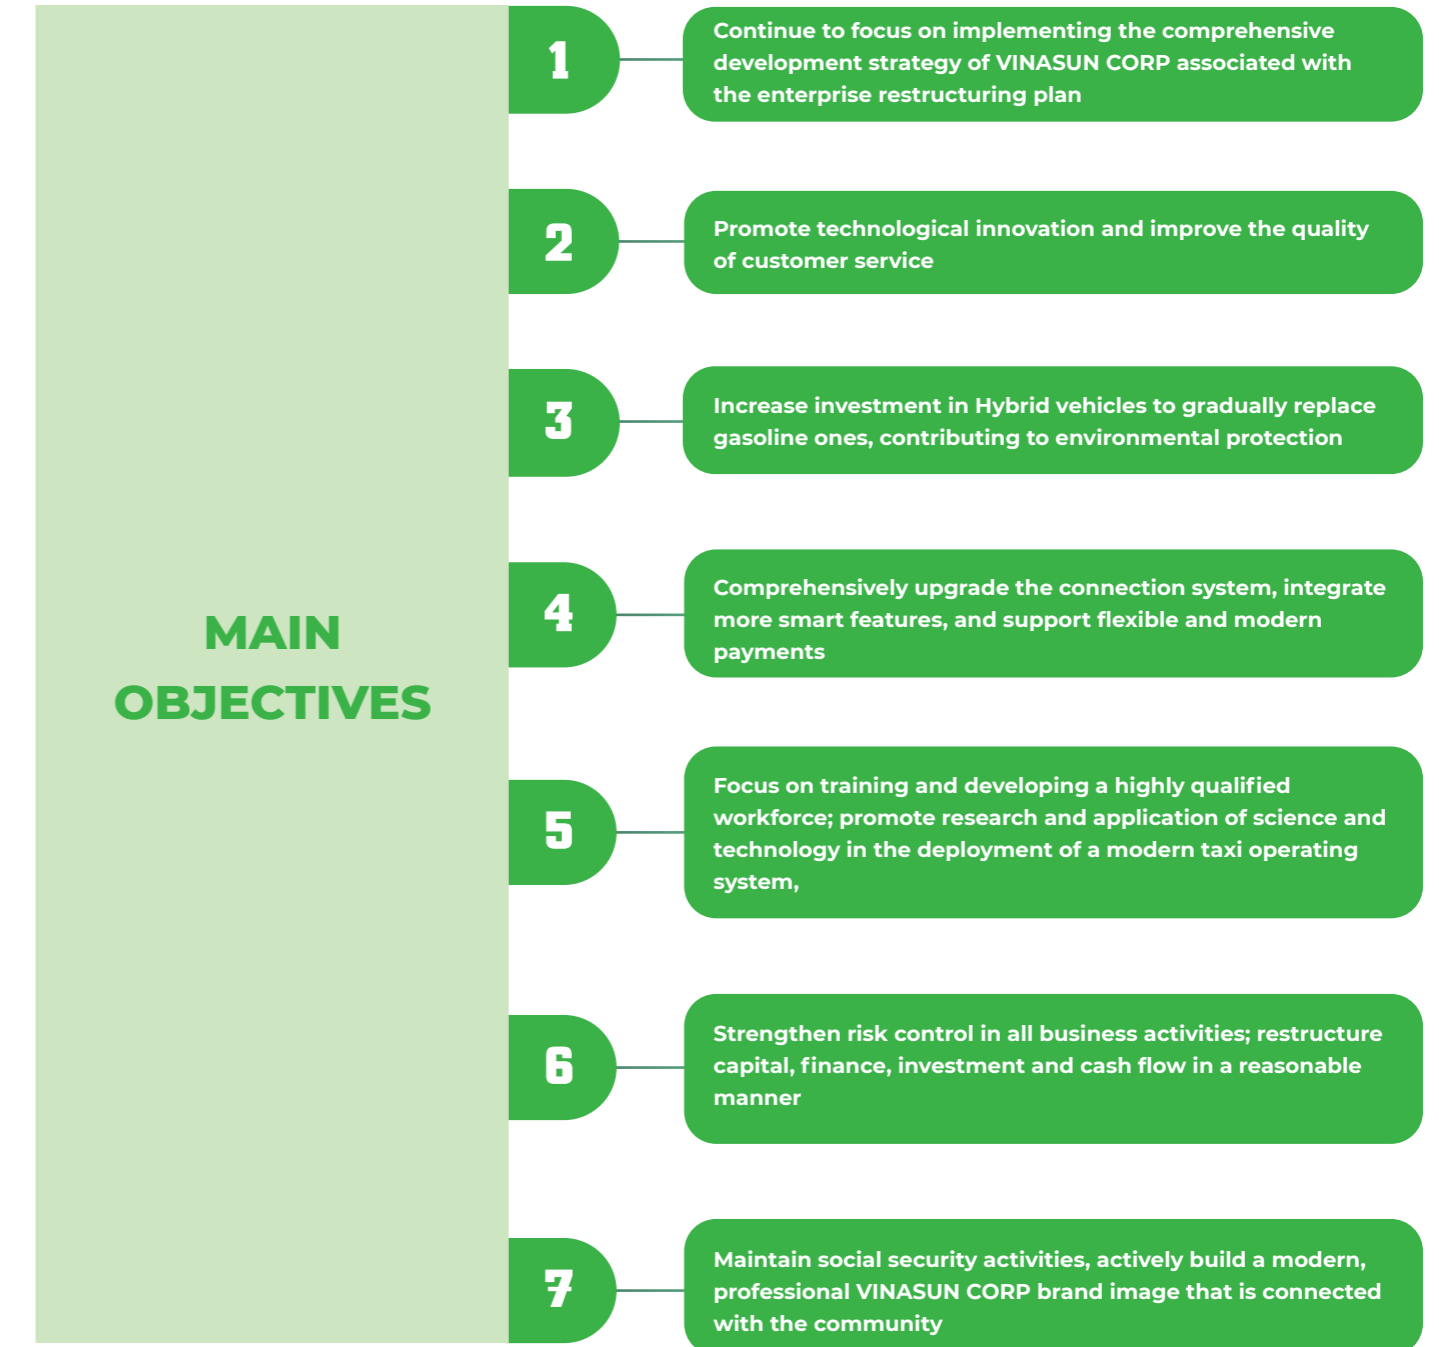 MAIN
OBJECTIVES
1
Continue to focus on implementing the comprehensive
development strategy of VINASUN CORP associated with
the enterprise restructuring plan
2
Promote technological innovation and improve the quality
of customer service
3
Increase investment in Hybrid vehicles to gradually replace
gasoline ones, contributing to environmental protection
4
Comprehensively upgrade the connection system, integrate
more smart features, and support flexible and modern
payments
5
Focus on training and developing a highly qualified
workforce; promote research and application of science and
technology in the deployment of a modern taxi operating
system,
6
Strengthen risk control in all business activities; restructure
capital, finance, investment and cash flow in a reasonable
manner
7
Maintain social security activities, actively build a modern,
professional VINASUN CORP brand image that is connected
with the community